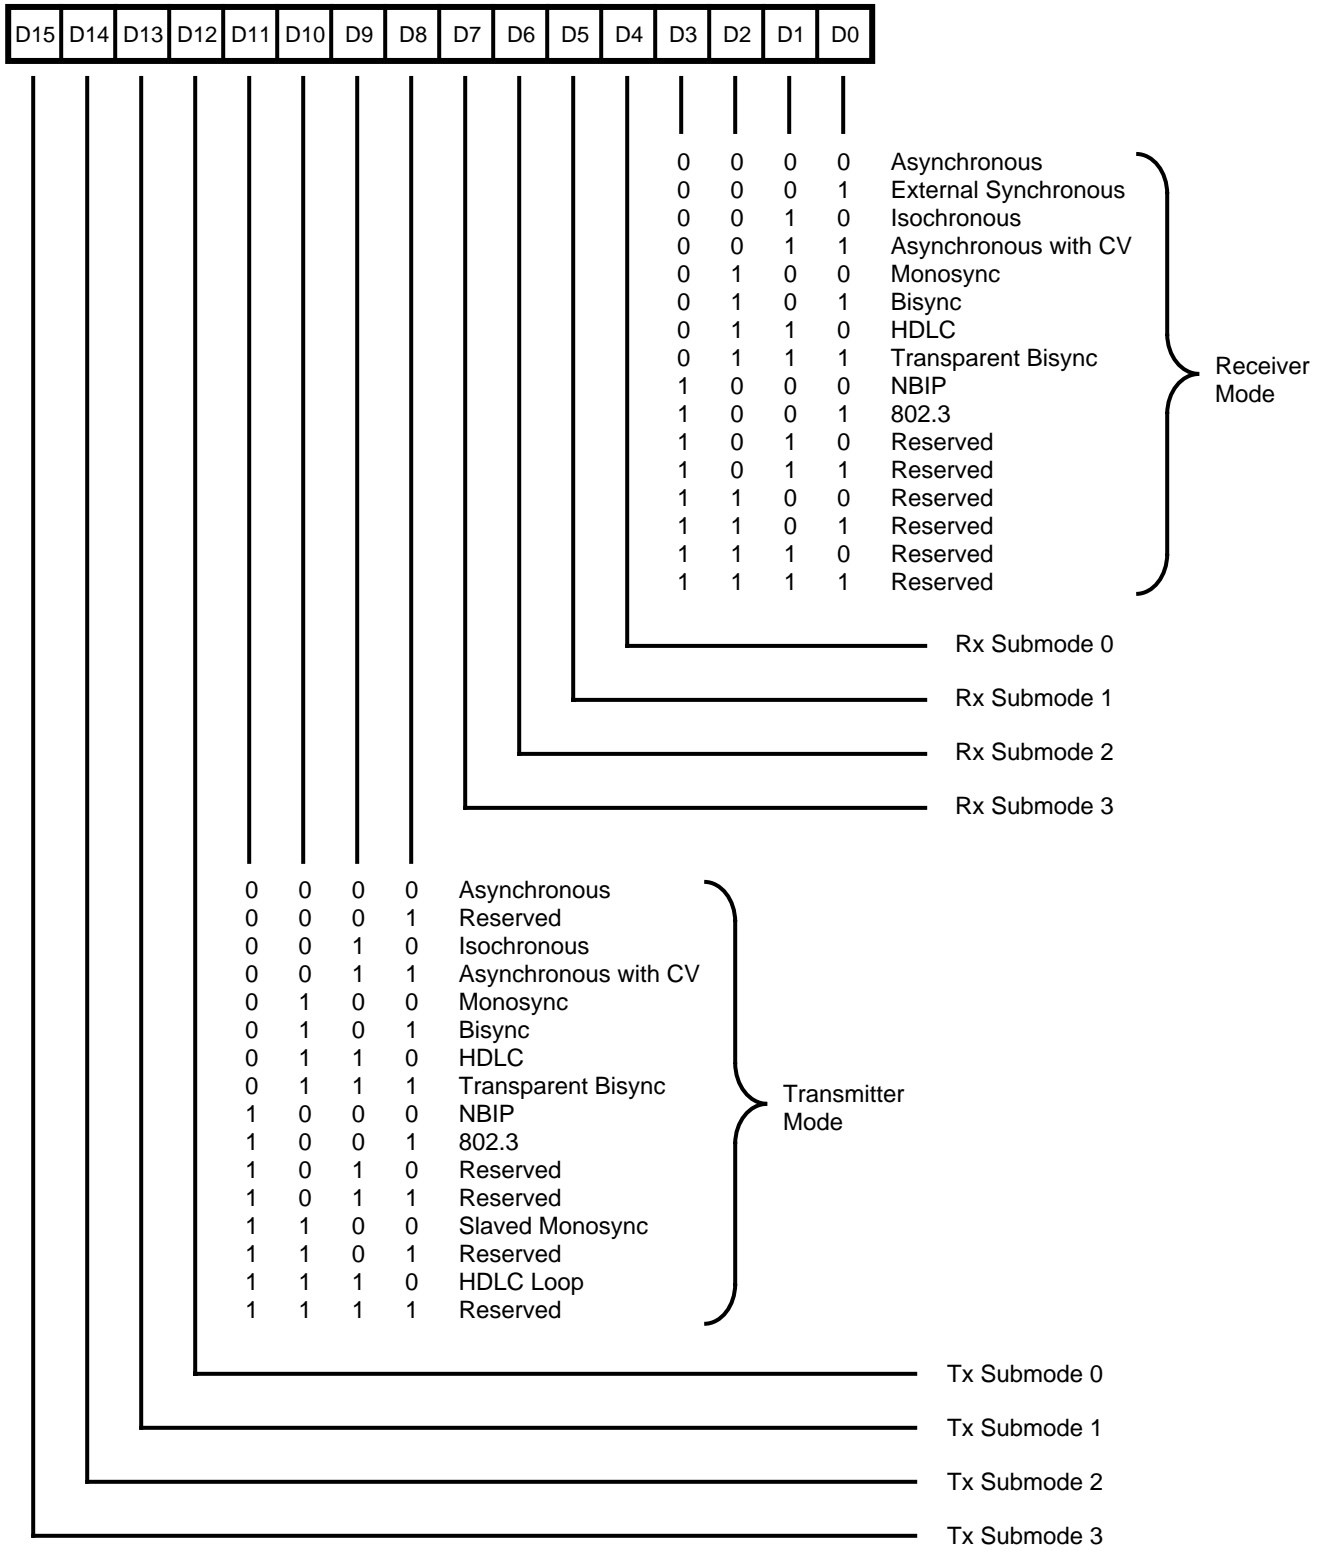 D15 D14 D13 D12 D11 D10 D9 D8 D7 D6 D5 D4 D3 D2 D1 D0
0 0 0 0 Asynchronous
0 0 0 1 External Synchronous
0 0 1 0 Isochronous
0 0 1 1 Asynchronous with CV
0 1 0 0 Monosync
0 1 0 1 Bisync
0 1 1 0 HDLC
0 1 1 1 Transparent Bisync
1 0 0 0 NBIP
1 0 0 1 802.3
1 0 1 0 Reserved
1 0 1 1 Reserved
1 1 0 0 Reserved
1 1 0 1 Reserved
1 1 1 0 Reserved
1 1 1 1 Reserved
Receiver
Mode
Rx Submode 0
Rx Submode 1
Rx Submode 2
Rx Submode 3
0 0 0 0 Asynchronous
0 0 0 1 Reserved
0 0 1 0 Isochronous
0 0 1 1 Asynchronous with CV
0 1 0 0 Monosync
0 1 0 1 Bisync
0 1 1 0 HDLC
0 1 1 1 Transparent Bisync
1 0 0 0 NBIP
1 0 0 1 802.3
1 0 1 0 Reserved
1 0 1 1 Reserved
1 1 0 0 Slaved Monosync
1 1 0 1 Reserved
1 1 1 0 HDLC Loop
1 1 1 1 Reserved
Transmitter
Mode
Tx Submode 0
Tx Submode 1
Tx Submode 2
Tx Submode 3